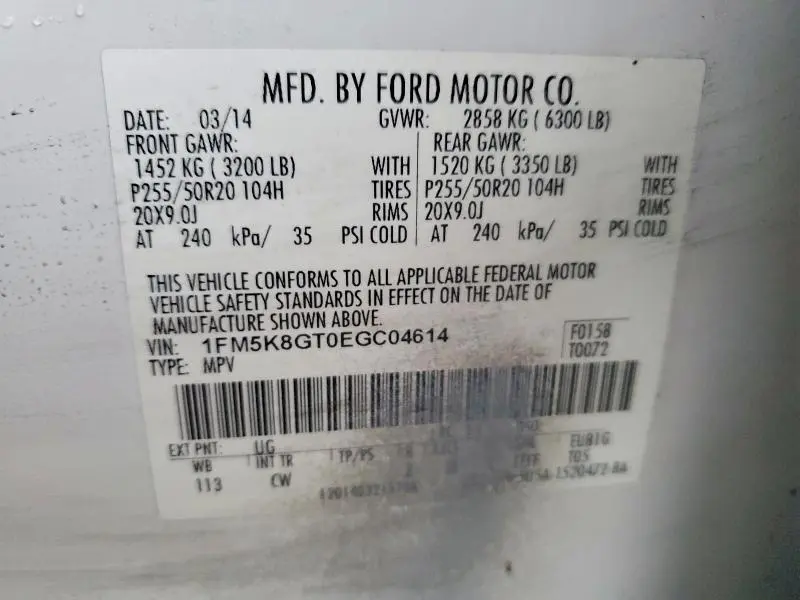 MFD. BY FORD MOTOR CO.
DATE: 03/14 GVWR: 2858 KG ( 6300 LB)
FRONT GAWR: REAR GAWR:
1452 KG ( 3200 LB) WITH 1520 KG ( 3350 LB) WITH
P255/50R20 104H TIRES P255/50R20 104H TIRES
20X9.0J RIMS 20X9.0J RIMS
AT 240 kPa/ 35 PSI COLD AT 240 kPa/ 35 PSI COLD
THIS VEHICLE CONFORMS TO ALL APPLICABLE FEDERAL MOTOR
VEHICLE SAFETY STANDARDS IN EFFECT ON THE DATE OF
MANUFACTURE SHOWN ABOVE.
VIN: 1FM5K8GT0EGC04614 F0158
TYPE: MPV T0072
EXT PNT: UG
WB INT TR TP/PS
113 CW